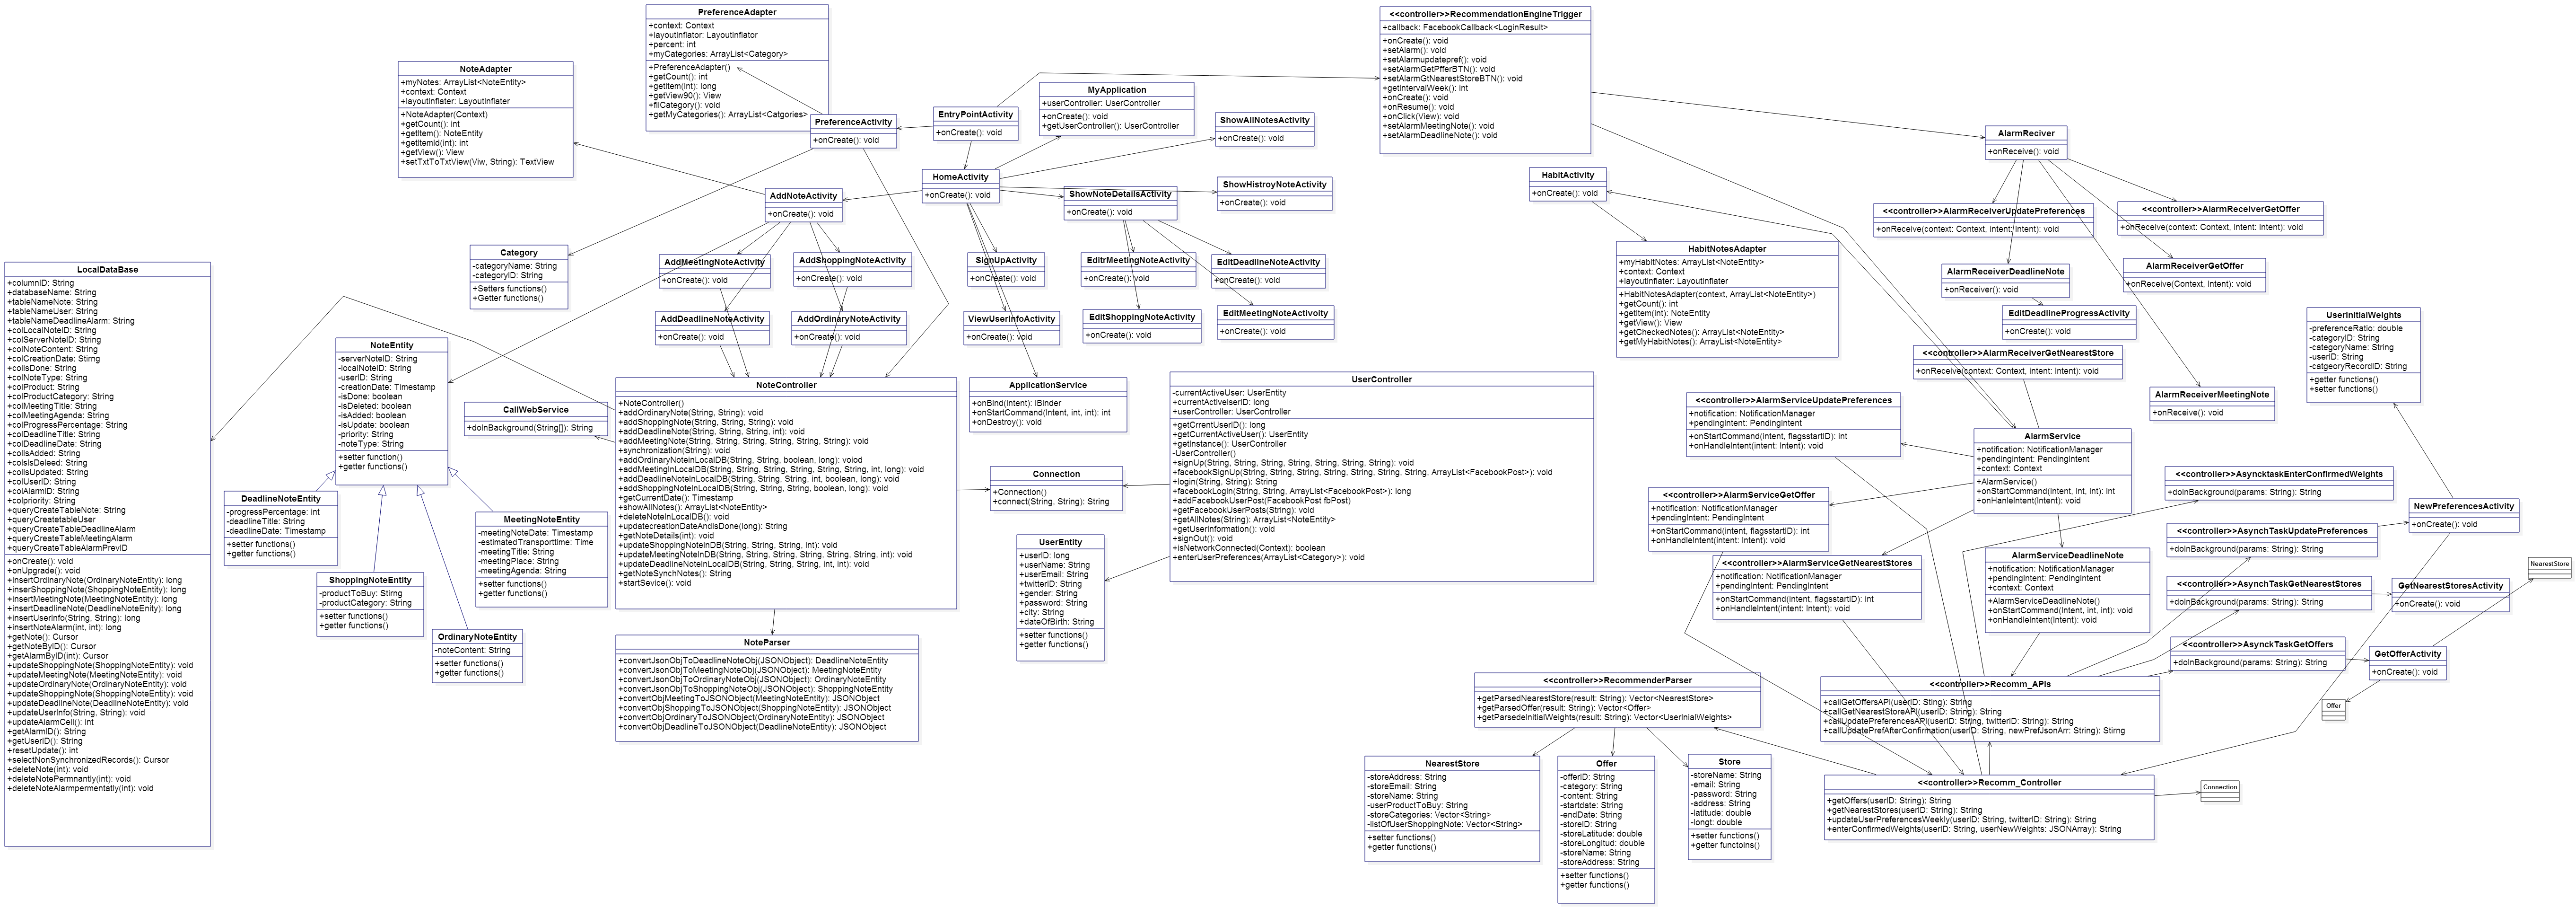 PreferenceAdapter
+context: Context
+layoutInflator: LayoutInflator
+percent: int
+myCategories: ArrayList<Category>
+PreferenceAdapter()
+getCount(): int
+getItem(int): long
+getView90(): View
+filCategory(): void
+getMyCategories(): ArrayList<Catgories>
NoteAdapter
+myNotes: ArrayList<NoteEntity>
+context: Context
+layoutInflater: LayoutInflater
+NoteAdapter(Context)
+getCount(): int
+getItem(): NoteEntity
+getItemId(int): int
+getView(): View
+setTxtToTxtView(Viw, String): TextView
PreferenceActivity
+onCreate(): void
EntryPointActivity
+onCreate(): void
MyApplication
+userController: UserController
+onCreate(): void
+getUserController(): UserController
ShowAllNotesActivity
+onCreate(): void
<<controller>>RecommendationEngineTrigger
+callback: FacebookCallback<LoginResult>
+onCreate(): void
+setAlarm(): void
+setAlarmupdatepref(): void
+setAlarmGetPfferBTN(): void
+setAlarmGtNearestStoreBTN(): void
+getIntervalWeek(): int
+onCreate(): void
+onResume(): void
+onClick(View): void
+setAlarmMeetingNote(): void
+setAlarmDeadlineNote(): void
AlarmReciver
+onReceive(): void
HabitActivity
+onCreate(): void
HomeActivity
+onCreate(): void
AddNoteActivity
+onCreate(): void
ShowNoteDetailsActivity
+onCreate(): void
ShowHistroyNoteActivity
+onCreate(): void
<<controller>>AlarmReceiverUpdatePreferences
+onReceive(context: Context, intent: Intent): void
<<controller>>AlarmReceiverGetOffer
+onReceive(context: Context, intent: Intent): void
Category
-categoryName: String
-categoryID: String
+Setters functions()
+Getter functions()
AddMeetingNoteActivity
+onCreate(): void
AddShoppingNoteActivity
+onCreate(): void
SignUpActivity
+onCreate(): void
EditrMeetingNoteActivity
+onCreate(): void
EditDeadlineNoteActivity
+onCreate(): void
HabitNotesAdapter
+myHabitNotes: ArrayList<NoteEntity>
+context: Context
+layoutInflater: LayoutInflater
+HabitNotesAdapter(context, ArrayList<NoteEntity>)
+getCount(): int
+getItem(int): NoteEntity
+getView(): View
+getCheckedNotes(): ArrayList<NoteEntity>
+getMyHabitNotes(): ArrayList<NoteEntity>
AlarmReceiverDeadlineNote
+onReceiver(): void
AlarmReceiverGetOffer
+onReceive(Context, Intent): void
EditDeadlineProgressActivity
+onCreate(): void
AddDeadlineNoteActivity
+onCreate(): void
AddOrdinaryNoteActivity
+onCreate(): void
ViewUserInfoActivity
+onCreate(): void
EditShoppingNoteActivity
+onCreate(): void
EditMeetingNoteActivoity
+onCreate(): void
UserInitialWeights
-preferenceRatio: double
-categoryID: String
-categoryName: String
-userID: String
-catgeoryRecordID: String
+getter functions()
+setter functions()
LocalDataBase
+columnID: String
+databaseName: String
+tableNameNote: String
+tableNameUser: String
+tableNameDeadlineAlarm: String
+colLocalNoteID: String
+colServerNoteID: String
+colNoteContent: String
+colCreationDate: Stirng
+colIsDone: String
+colNoteType: String
+colProduct: String
+colProductCategory: String
+colMeetingTitle: String
+colMeetingAgenda: String
+colProgressPercentage: String
+colDeadlineTitle: String
+colDeadlineDate: String
+colIsAdded: String
+colsIsDeleed: String
+colIsUpdated: String
+colUserID: String
+colAlarmID: String
+colpriority: String
+queryCreateTableNote: String
+queryCreatetableUser
+queryCreateTableDeadlineAlarm
+queryCreateTableMeetingAlarm
+queryCreateTableAlarmPrevID
+onCreate(): void
+onUpgrade(): void
+insertOrdinaryNote(OrdinaryNoteEntity): long
+inserShoppingNote(ShoppingNoteEntity): long
+insertMeetingNote(MeetingNoteEntity): long
+insertDeadlineNote(DeadlineNoteEntity): long
+insertUserInfo(String, String): long
+insertNoteAlarm(int, int): long
+getNote(): Cursor
+getNoteByID(): Cursor
+getAlarmByID(int): Cursor
+updateShoppingNote(ShoppingNoteEntity): void
+updateMeetingNote(MeetingNoteEntity): void
+updateOrdinaryNote(OrdinaryNoteEntity): void
+updateShoppingNote(ShoppingNoteEntity): void
+updateDeadlineNote(DeadlineNoteEntity): void
+updateUserInfo(String, String): void
+updateAlarmCell(): int
+getAlarmID(): String
+getUserID(): String
+resetUpdate(): int
+selectNonSynchronizedRecords(): Cursor
+deleteNote(int): void
+deleteNotePermnantly(int): void
+deleteNoteAlarmpermentatly(int): void
NoteEntity
-serverNoteID: String
-localNoteID: String
-userID: String
-creationDate: Timestamp
-isDone: boolean
-isDeleted: boolean
-isAdded: boolean
-isUpdate: boolean
-priority: String
-noteType: String
+setter function()
+getter functions()
DeadlineNoteEntity
-progressPercentage: int
-deadlineTitle: String
-deadlineDate: Timestamp
+setter functions()
+getter functions()
ShoppingNoteEntity
-productToBuy: Stirng
-productCategory: String
+setter functions()
+getter functions()
OrdinaryNoteEntity
-noteContent: String
+setter functions()
+getter functions()
MeetingNoteEntity
-meetingNoteDate: Timestamp
-estimatedTransporttime: Time
-meetingTitle: String
-meetingPlace: String
-meetingAgenda: String
+setter functions()
+getter functions()
CallWebService
+doInBackground(String[]): String
NoteController
+NoteController()
+addOrdinaryNote(String, String): void
+addShoppingNote(String, String, String): void
+addDeadlineNote(String, String, String, int): void
+addMeetingNote(String, String, String, String, String, String): void
+synchronization(String): void
+addOrdinaryNoteinLocalDB(String, String, boolean, long): vood
+addMeetingInLocalDB(String, String, String, String, String, String, int, long): void
+addDeadlineNoteInLocalDB(String, String, String, int, boolean, long): void
+addShoppingNoteInLocalDB(String, String, String, boolean, long): void
+getCurrentDate(): Timestamp
+showAllNotes(): ArrayList<NoteEntity>
+deleteNoteInLocalDB(): void
+updatecreationDateAndIsDone(long): String
+getNoteDetails(int): void
+updateShoppingNoteInDB(String, String, String, int): void
+updateMeetingNoteInDB(String, String, String, String, String, String, int): void
+updateDeadlineNoteInLocalDB(String, String, String, int, int): void
+getNoteSynchNotes(): String
+startSevice(): void
NoteParser
+convertJsonObjToDeadlineNoteObj(JSONObject): DeadlineNoteEntity
+convertJsonObjToMeetingNoteObj(JSONObject): MeetingNoteEntity
+convertJsonObjToOrdinaryNoteObj(JSONObject): OrdinaryNoteEntity
+convertJsonObjToShoppingNoteObj(JSONObject): ShoppingNoteEntity
+convertObjMeetingToJSONObject(MeetingNoteEntity): JSONObject
+convertObjShoppingToJSONObject(ShoppingNoteEntity): JSONObject
+convertObjOrdinaryToJSONObject(OrdinaryNoteEntity): JSONObject
+convertObjDeadlineToJSONObject(DeadlineNoteEntity): JSONObject
ApplicationService
+onBind(Intent): IBinder
+onStartCommand(Intent, int, int): int
+onDestroy(): void
Connection
+Connection()
+connect(String, String): String
UserEntity
+userID: long
+userName: String
+userEmail: String
+twitterID: String
+gender: String
+password: String
+city: String
+dateOfBirth: String
+setter functions()
+getter functions()
UserController
-currentActiveUser: UserEntity
+currentActiveIserID: long
+userController: UserController
+getCrrentUserID(): long
+getCurrentActiveUser(): UserEntity
+getInstance(): UserController
-UserController()
+signUp(String, String, String, String, String, String): void
+facebookSignUp(String, String, String, String, String, String, String, ArrayList<FacebookPost>): void
+login(String, String): String
+facebookLogin(String, String, ArrayList<FacebookPost>): long
+addFacebookUserPost(FacebookPost fbPost)
+getFacebookUserPosts(String): void
+getAllNotes(String): ArrayList<NoteEntity>
+getUserInfomation(): void
+signOut(): void
+isNetworkConnected(Context): boolean
+enterUserPreferences(ArrayList<Category>): void
<<controller>>AlarmReceiverGetNearestStore
+onReceive(context: Context, intent: Intent): void
AlarmReceiverMeetingNote
+onReceive(): void
<<controller>>AlarmServiceUpdatePreferences
+notification: NotificationManager
+pendingIntent: PendingIntent
+onStartCommand(intent, flagsstartID): int
+onHandleIntent(intent: Intent): void
AlarmService
+notification: NotificationManager
+pendingIntent: PendingIntent
+context: Context
+AlarmService()
+onStartCommand(Intent, int, int): int
+onHanleIntent(Intent): void
<<controller>>AsyncktaskEnterConfirmedWeights
+doInBackground(params: String): String
<<controller>>AlarmServiceGetOffer
+notification: NotificationManager
+pendingIntent: PendingIntent
+onStartCommand(intent, flagsstartID): int
+onHandleIntent(intent: Intent): void
NewPreferencesActivity
+onCreate(): void
<<controller>>AsynchTaskUpdatePreferences
+doInBackground(params: String): String
<<controller>>AlarmServiceGetNearestStores
+notification: NotificationManager
+pendingIntent: PendingIntent
+onStartCommand(intent, flagsstartID): int
+onHandleIntent(intent: Intent): void
AlarmServiceDeadlineNote
+notification: NotificationManager
+pendingIntent: PendingIntent
+context: Context
+AlarmServiceDeadlineNote()
+onStartCommand(Intent, int, int): void
+onHandleIntent(Intent): void
<<controller>>AsynchTaskGetNearestStores
+doInBackground(params: String): String
GetNearestStoresActivity
+onCreate(): void
NearestStore
<<controller>>AsynckTaskGetOffers
+doInBackground(params: String): String
GetOfferActivity
+onCreate(): void
Offer
<<controller>>RecommenderParser
+getParsedNearestStore(result: String): Vector<NearestStore>
+getParsedOffer(result: String): Vector<Offer>
+getParsdeInitialWeights(result: String): Vector<UserinialWeights>
<<controller>>Recomm_APIs
+callGetOffersAPI(userID: Sting): String)
+callGetNearestStoreAPI(userID: String): String)
+callUpdatePreferencesAPI(userID: String, twitterID: String): String)
+callUpdatePrefAfterConfirmation(userID: String, newPrefJsonArr: String): Stirng
NearestStore
-storeAddress: String
-storeEmail: String
-storeName: String
-userProductToBuy: String
-storeCategories: Vector<String>
-listOfUserShoppingNote: Vector<String>
+setter functions()
+getter functions()
Offer
-offerID: String
-category: String
-content: String
-startdate: String
-endDate: String
-storeID: String
-storeLatitude: double
-storeLongitud: double
-storeName: String
-storeAddress: String
+setter functions()
+getter functions()
Store
-storeName: String
-email: String
-password: String
-address: String
-latitude: double
-longt: double
+setter functions()
+getter functoins()
<<controller>>Recomm_Controller
+getOffers(userID: String): String)
+getNearestStores(userID: String): String)
+updateUserPreferencesWeekly(userID: String, twitterID: String): String)
+enterConfirmedWeights(userID: String, userNewWeights: JSONArray): String)
Connection